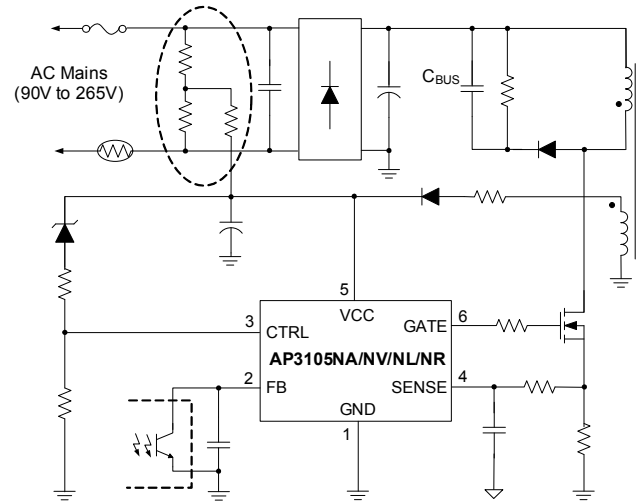 AC Mains
(90V to 265V)
CBUS
5
VCC
3
CTRL
GATE
6
AP3105NA/NV/NL/NR
2
FB
SENSE
4
GND
1